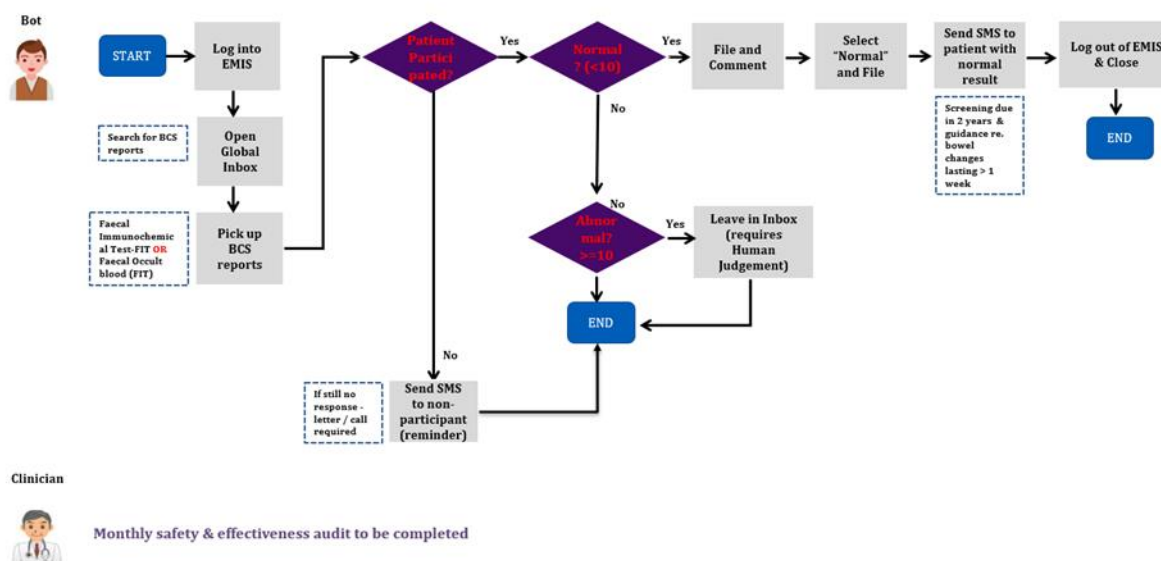 Bot
START
Log into
EMIS
Search for BCS
reports
Open
Global
Inbox
Faecal
Immunochemic
al Test-FIT OR
Faecal Occult
blood (FIT)
Pick up
BCS
reports
Patient
Partici
pated?
Yes
Normal
? (<10)
Yes
File and
Comment
Select
"Normal"
and File
Send SMS to
patient with
normal
result
Log out of EMIS
& Close
Screening due
in 2 years &
guidance re.
bowel
changes
lasting > 1
week
END
No
No
Abnor
mal?
>=10
Yes
Leave in Inbox
(requires
Human
Judgement)
END
No
If still no
response -
letter / call
required
Send SMS
to non-
participant
(reminder)
Clinician
Monthly safety & effectiveness audit to be completed